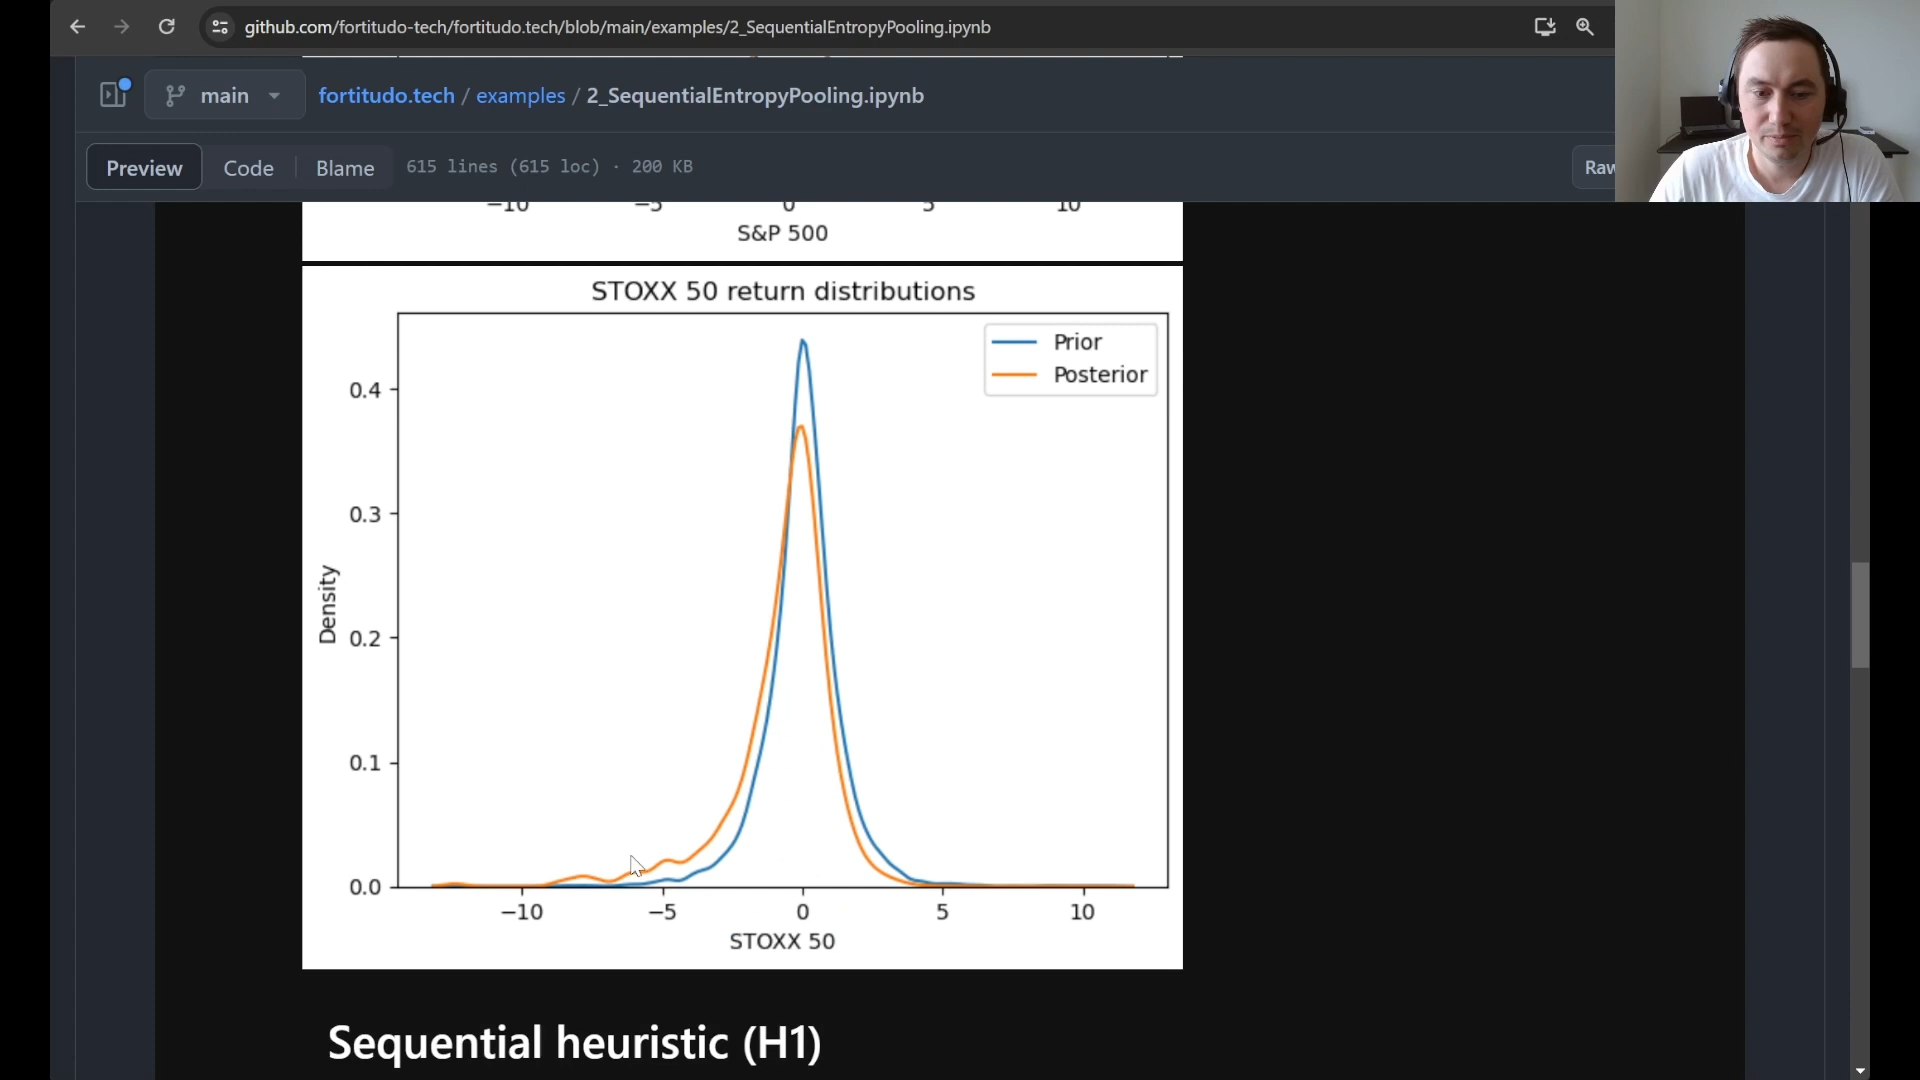 github.com/fortitudo-tech/fortitudo.tech/blob/main/examples/2_SequentialEntropyPooling.ipynb
main
fortitudo.tech / examples / 2_SequentialEntropyPooling.ipynb
Preview Code Blame 615 lines (615 loc) · 200 KB Raw
−10 −5 0 5 10
S&P 500
STOXX 50 return distributions
Prior
Posterior
0.4
0.3
Density
0.2
0.1
0.0
−10 −5 0 5 10
STOXX 50
Sequential heuristic (H1)